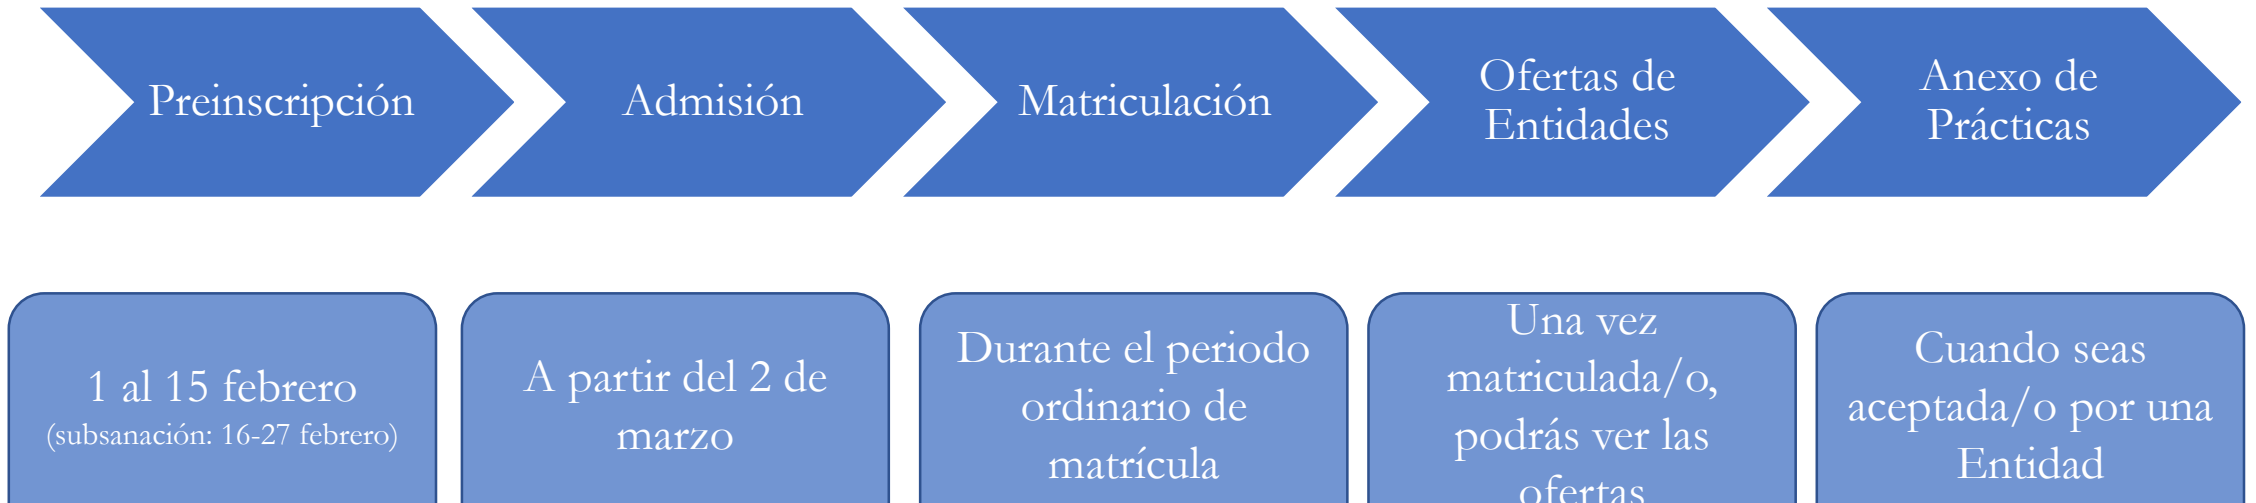 Preinscripción
Admisión
Matriculación
Ofertas de
Entidades
Anexo de
Prácticas
1 al 15 febrero
(subsanación: 16-27 febrero)
A partir del 2 de
marzo
Durante el periodo
ordinario de
matrícula
Una vez
matriculada/o,
podrás ver las
ofertas
Cuando seas
aceptada/o por una
Entidad